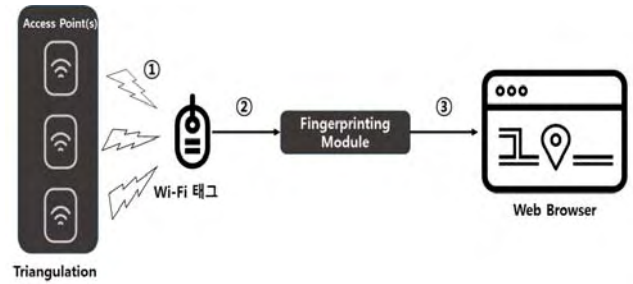 Access Point(s)
①
②
③
Fingerprinting
Module
Wi-Fi 태그
Web Browser
Triangulation